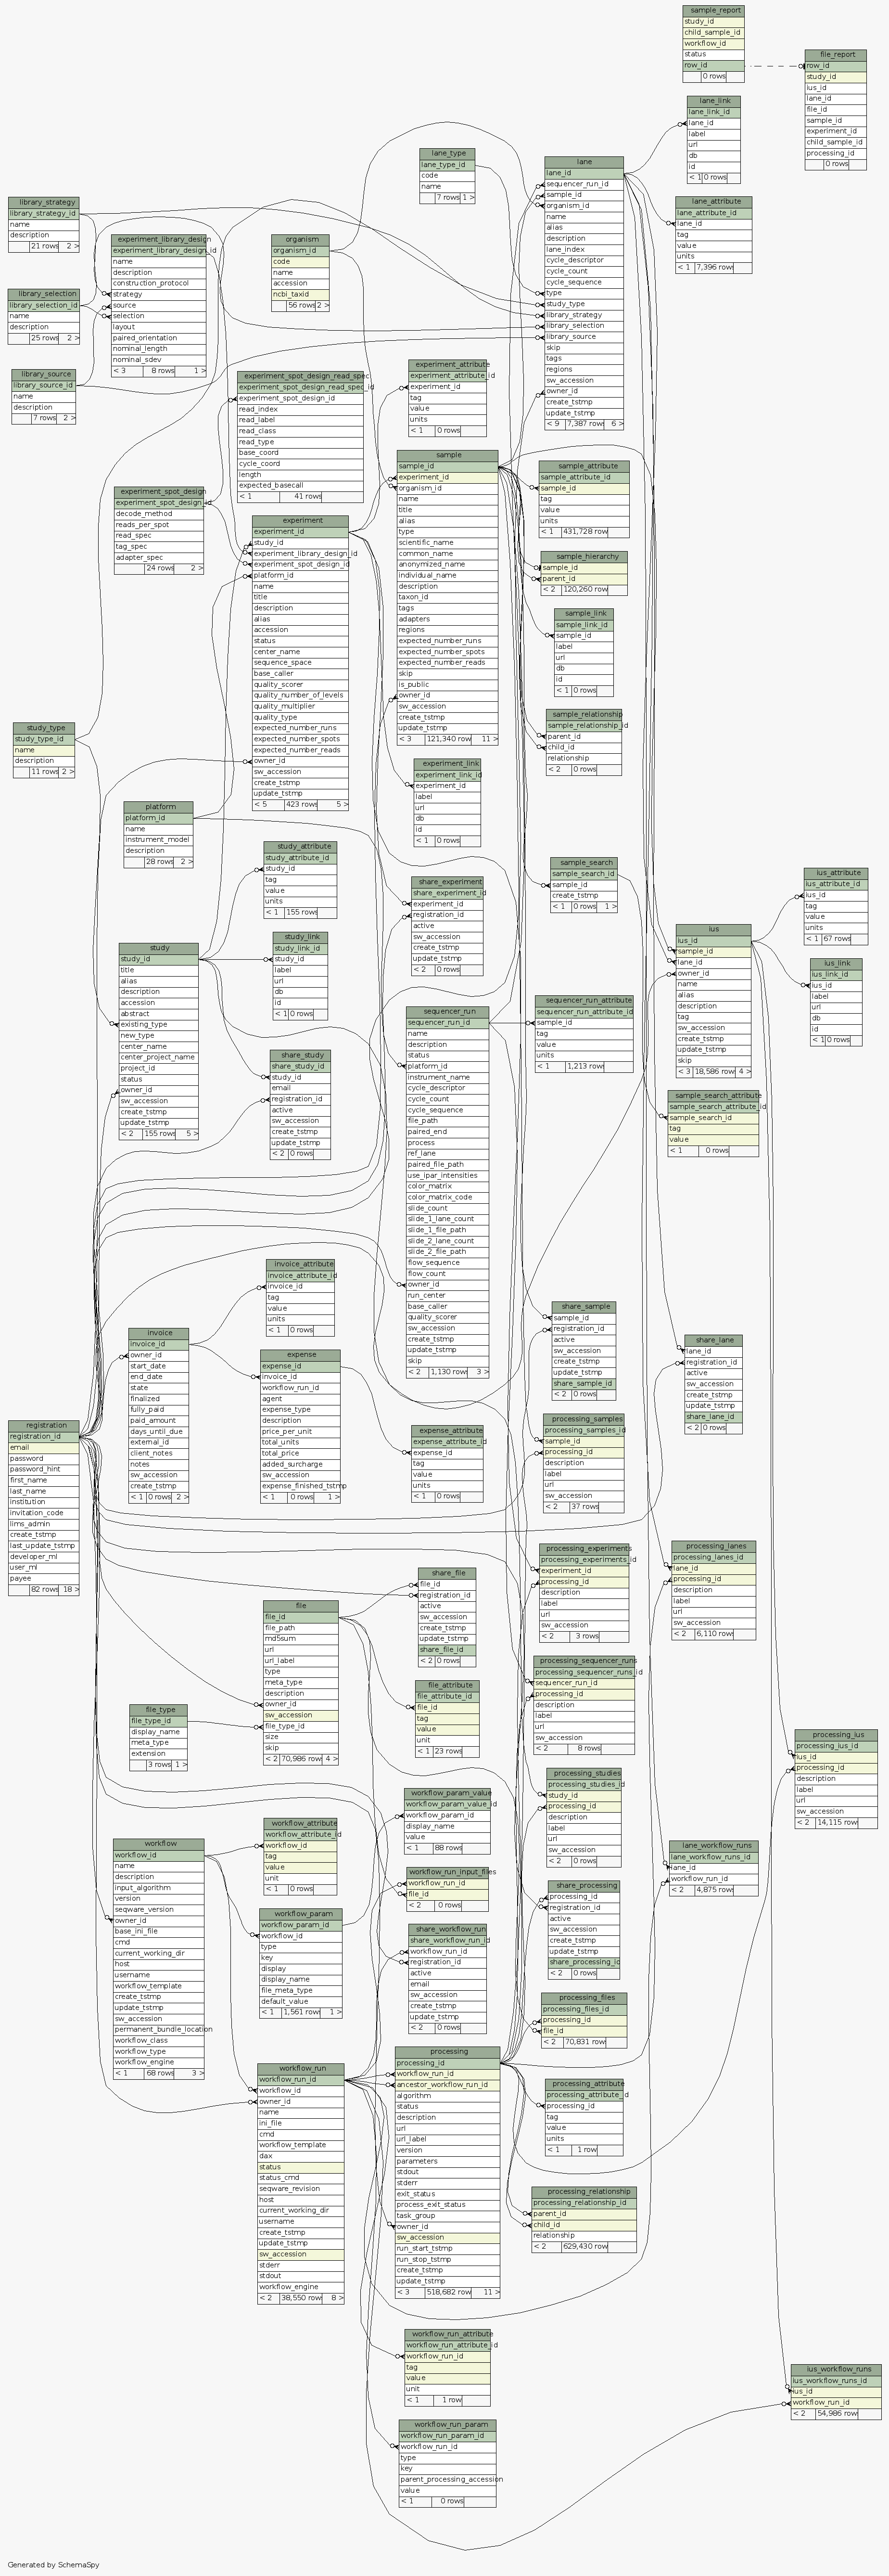 sample_report
study_id
child_sample_id
workflow_id
status
row_id
0 rows
file_report
row_id
study_id
ius_id
lane_id
file_id
sample_id
experiment_id
child_sample_id
processing_id
0 rows
lane_link
lane_link_id
lane_id
label
url
db
id
< 1 0 rows
lane_type
lane_type_id
code
name
7 rows 1 >
lane
lane_id
sequencer_run_id
sample_id
organism_id
name
alias
description
lane_index
cycle_descriptor
cycle_count
cycle_sequence
type
study_type
library_strategy
library_selection
library_source
skip
tags
regions
sw_accession
owner_id
create_tstmp
update_tstmp
< 9 7,387 rows 6 >
lane_attribute
lane_attribute_id
lane_id
tag
value
units
< 1 7,396 row
library_strategy
library_strategy_id
name
description
21 rows 2 >
experiment_library_design
experiment_library_design_id
name
description
construction_protocol
strategy
source
selection
layout
paired_orientation
nominal_length
nominal_sdev
< 3 8 rows 1 >
organism
organism_id
code
name
accession
ncbi_taxid
56 rows 2 >
library_selection
library_selection_id
name
description
25 rows 2 >
library_source
library_source_id
name
description
7 rows 2 >
experiment_spot_design_read_spec
experiment_spot_design_read_spec_id
experiment_spot_design_id
read_index
read_label
read_class
read_type
base_coord
cycle_coord
length
expected_basecall
< 1 41 rows
experiment_attribute
experiment_attribute_id
experiment_id
tag
value
units
< 1 0 rows
sample
sample_id
experiment_id
organism_id
name
title
alias
type
scientific_name
common_name
anonymized_name
individual_name
description
taxon_id
tags
adapters
regions
expected_number_runs
expected_number_spots
expected_number_reads
skip
is_public
owner_id
sw_accession
create_tstmp
update_tstmp
< 3 121,340 row 11 >
sample_attribute
sample_attribute_id
sample_id
tag
value
units
< 1 431,728 row
experiment_spot_design
experiment_spot_design_id
decode_method
reads_per_spot
read_spec
tag_spec
adapter_spec
24 rows 2 >
experiment
experiment_id
study_id
experiment_library_design_id
experiment_spot_design_id
platform_id
name
title
description
alias
accession
status
center_name
sequence_space
base_caller
quality_scorer
quality_number_of_levels
quality_multiplier
quality_type
expected_number_runs
expected_number_spots
expected_number_reads
owner_id
sw_accession
create_tstmp
update_tstmp
< 5 423 rows 5 >
sample_hierarchy
sample_id
parent_id
< 2 120,260 row
sample_link
sample_link_id
sample_id
label
url
db
id
< 1 0 rows
sample_relationship
sample_relationship_id
parent_id
child_id
relationship
< 2 0 rows
study_type
study_type_id
name
description
11 rows 2 >
experiment_link
experiment_link_id
experiment_id
label
url
db
id
< 1 0 rows
platform
platform_id
name
instrument_model
description
28 rows 2 >
study_attribute
study_attribute_id
study_id
tag
value
units
< 1 155 rows
sample_search
sample_search_id
sample_id
create_tstmp
< 1 0 rows 1 >
share_experiment
share_experiment_id
experiment_id
registration_id
active
sw_accession
create_tstmp
update_tstmp
< 2 0 rows
ius_attribute
ius_attribute_id
ius_id
tag
value
units
< 1 67 rows
ius
ius_id
sample_id
lane_id
owner_id
name
alias
description
tag
sw_accession
create_tstmp
update_tstmp
skip
< 3 18,586 row 4 >
study
study_id
title
alias
description
accession
abstract
existing_type
new_type
center_name
center_project_name
project_id
status
owner_id
sw_accession
create_tstmp
update_tstmp
< 2 155 rows 5 >
study_link
study_link_id
study_id
label
url
db
id
< 1 0 rows
ius_link
ius_link_id
ius_id
label
url
db
id
< 1 0 rows
sequencer_run
sequencer_run_id
name
description
status
platform_id
instrument_name
cycle_descriptor
cycle_count
cycle_sequence
file_path
paired_end
process
ref_lane
paired_file_path
use_ipar_intensities
color_matrix
color_matrix_code
slide_count
slide_1_lane_count
slide_1_file_path
slide_2_lane_count
slide_2_file_path
flow_sequence
flow_count
owner_id
run_center
base_caller
quality_scorer
sw_accession
create_tstmp
update_tstmp
skip
< 2 1,130 row 3 >
sequencer_run_attribute
sequencer_run_attribute_id
sample_id
tag
value
units
< 1 1,213 row
share_study
share_study_id
study_id
email
registration_id
active
sw_accession
create_tstmp
update_tstmp
< 2 0 rows
sample_search_attribute
sample_search_attribute_id
sample_search_id
tag
value
< 1 0 rows
invoice_attribute
invoice_attribute_id
invoice_id
tag
value
units
< 1 0 rows
share_sample
sample_id
registration_id
active
sw_accession
create_tstmp
update_tstmp
share_sample_id
< 2 0 rows
invoice
invoice_id
owner_id
start_date
end_date
state
finalized
fully_paid
paid_amount
days_until_due
external_id
client_notes
notes
sw_accession
create_tstmp
< 1 0 rows 2 >
share_lane
lane_id
registration_id
active
sw_accession
create_tstmp
update_tstmp
share_lane_id
< 2 0 rows
expense
expense_id
invoice_id
workflow_run_id
agent
expense_type
description
price_per_unit
total_units
total_price
added_surcharge
sw_accession
expense_finished_tstmp
< 1 0 rows 1 >
registration
registration_id
email
password
password_hint
first_name
last_name
institution
invitation_code
lims_admin
create_tstmp
last_update_tstmp
developer_ml
user_ml
payee
82 rows 18 >
expense_attribute
expense_attribute_id
expense_id
tag
value
units
< 1 0 rows
processing_samples
processing_samples_id
sample_id
processing_id
description
label
url
sw_accession
< 2 37 rows
processing_experiments
processing_experiments_id
experiment_id
processing_id
description
label
url
sw_accession
< 2 3 rows
processing_lanes
processing_lanes_id
lane_id
processing_id
description
label
url
sw_accession
< 2 6,110 row
share_file
file_id
registration_id
active
sw_accession
create_tstmp
update_tstmp
share_file_id
< 2 0 rows
file
file_id
file_path
md5sum
url
url_label
type
meta_type
description
owner_id
sw_accession
file_type_id
size
skip
< 2 70,986 row 4 >
processing_sequencer_runs
processing_sequencer_runs_id
sequencer_run_id
processing_id
description
label
url
sw_accession
< 2 8 rows
file_attribute
file_attribute_id
file_id
tag
value
unit
< 1 23 rows
file_type
file_type_id
display_name
meta_type
extension
3 rows 1 >
processing_ius
processing_ius_id
ius_id
processing_id
description
label
url
sw_accession
< 2 14,115 row
processing_studies
processing_studies_id
study_id
processing_id
description
label
url
sw_accession
< 2 0 rows
workflow_param_value
workflow_param_value_id
workflow_param_id
display_name
value
< 1 88 rows
workflow_attribute
workflow_attribute_id
workflow_id
tag
value
unit
< 1 0 rows
workflow
workflow_id
name
description
input_algorithm
version
seqware_version
owner_id
base_ini_file
cmd
current_working_dir
host
username
workflow_template
create_tstmp
update_tstmp
sw_accession
permanent_bundle_location
workflow_class
workflow_type
workflow_engine
< 1 68 rows 3 >
lane_workflow_runs
lane_workflow_runs_id
lane_id
workflow_run_id
< 2 4,875 row
workflow_run_input_files
workflow_run_id
file_id
< 2 0 rows
share_processing
processing_id
registration_id
active
sw_accession
create_tstmp
update_tstmp
share_processing_id
< 2 0 rows
workflow_param
workflow_param_id
workflow_id
type
key
display
display_name
file_meta_type
default_value
< 1 1,561 row 1 >
share_workflow_run
share_workflow_run_id
workflow_run_id
registration_id
active
email
sw_accession
create_tstmp
update_tstmp
< 2 0 rows
processing_files
processing_files_id
processing_id
file_id
< 2 70,831 row
processing
processing_id
workflow_run_id
ancestor_workflow_run_id
algorithm
status
description
url
url_label
version
parameters
stdout
stderr
exit_status
process_exit_status
task_group
owner_id
sw_accession
run_start_tstmp
run_stop_tstmp
create_tstmp
update_tstmp
< 3 518,682 row 11 >
workflow_run
workflow_run_id
workflow_id
owner_id
name
ini_file
cmd
workflow_template
dax
status
status_cmd
seqware_revision
host
current_working_dir
username
create_tstmp
update_tstmp
sw_accession
stderr
stdout
workflow_engine
< 2 38,550 row 8 >
processing_attribute
processing_attribute_id
processing_id
tag
value
units
< 1 1 row
processing_relationship
processing_relationship_id
parent_id
child_id
relationship
< 2 629,430 row
workflow_run_attribute
workflow_run_attribute_id
workflow_run_id
tag
value
unit
< 1 1 row
ius_workflow_runs
ius_workflow_runs_id
ius_id
workflow_run_id
< 2 54,986 row
workflow_run_param
workflow_run_param_id
workflow_run_id
type
key
parent_processing_accession
value
< 1 0 rows
Generated by SchemaSpy